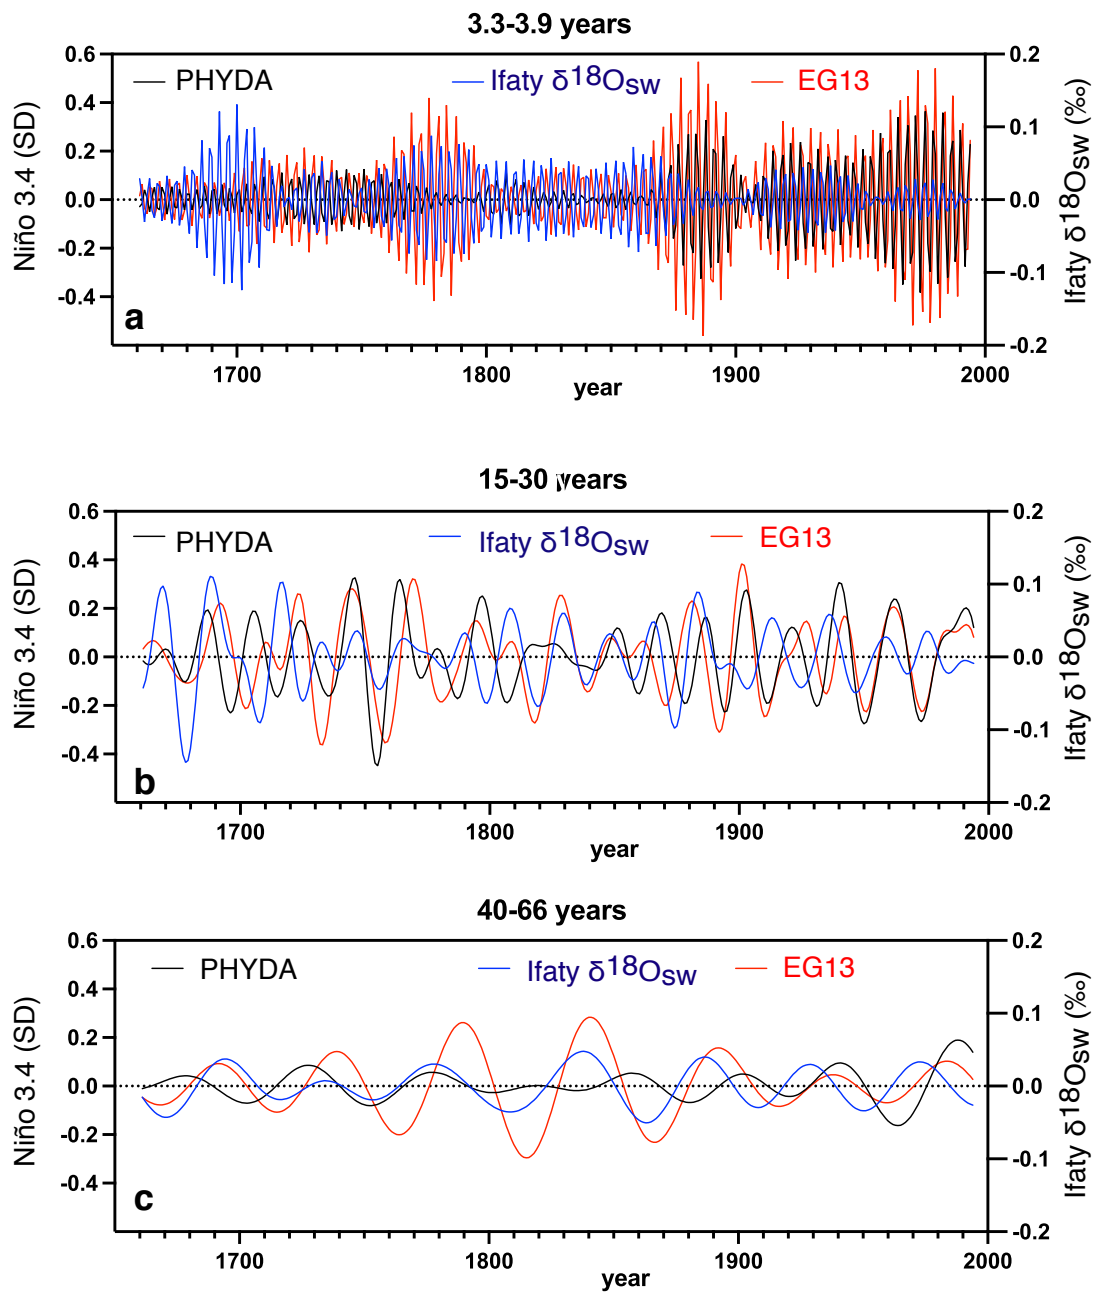 3.3-3.9 years
PHYDA Ifaty δ18Osw EG13
0.6 0.4 0.2 0.0 -0.2 -0.4
Niño 3.4 (SD)
0.2 0.1 0.0 -0.1 -0.2
Ifaty δ18Osw (‰)
a
1700 1800 1900 2000
year
15-30 years
PHYDA Ifaty δ18Osw EG13
0.6 0.4 0.2 0.0 -0.2 -0.4
Niño 3.4 (SD)
0.2 0.1 0.0 -0.1 -0.2
Ifaty δ18Osw (‰)
b
1700 1800 1900 2000
year
40-66 years
PHYDA Ifaty δ18Osw EG13
0.6 0.4 0.2 0.0 -0.2 -0.4
Niño 3.4 (SD)
0.2 0.1 0.0 -0.1 -0.2
Ifaty δ18Osw (‰)
c
1700 1800 1900 2000
year